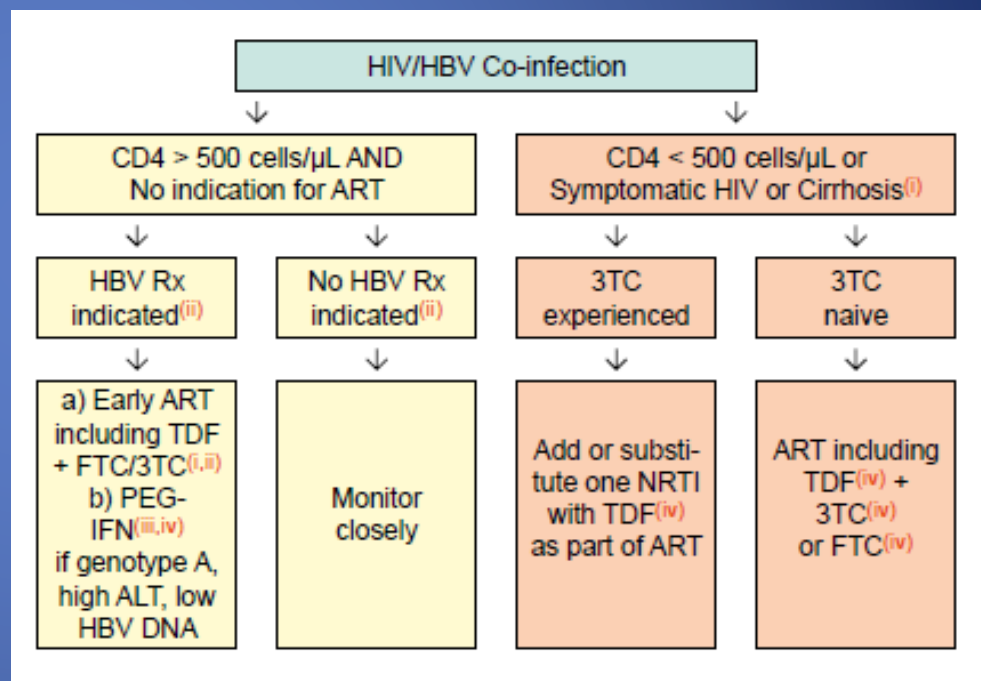 HIV/HBV Co-infection
CD4 > 500 cells/µL AND
No indication for ART
CD4 < 500 cells/µL or
Symptomatic HIV or Cirrhosis(i)
HBV Rx
indicated(ii)
No HBV Rx
indicated(ii)
3TC
experienced
3TC
naive
a) Early ART
including TDF
+ FTC/3TC(i,ii)
b) PEG-
IFN(iii,iv)
if genotype A,
high ALT, low
HBV DNA
Monitor
closely
Add or substi-
tute one NRTI
with TDF(iv)
as part of ART
ART including
TDF(iv) +
3TC(iv)
or FTC(iv)